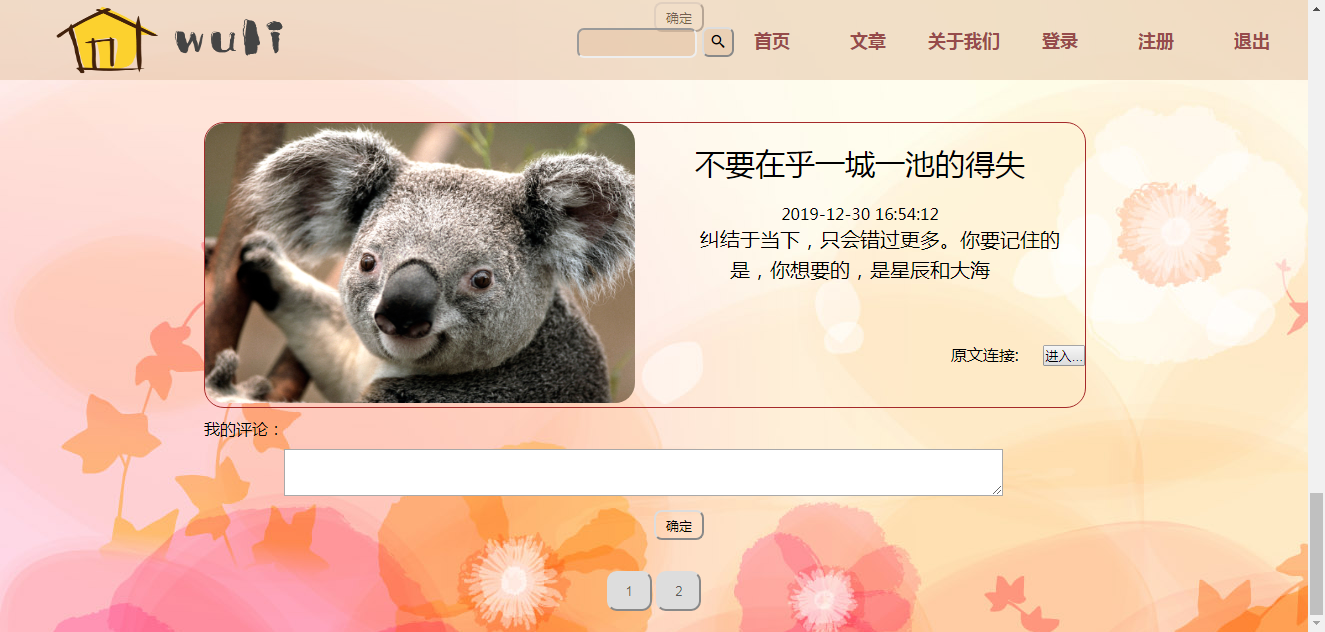 确定
wuli
首页 文章 关于我们 登录 注册 退出
不要在乎一城一池的得失
2019-12-30 16:54:12
纠结于当下，只会错过更多。你要记住的
是，你想要的，是星辰和大海
原文连接: 进入...
我的评论：
确定
1 2